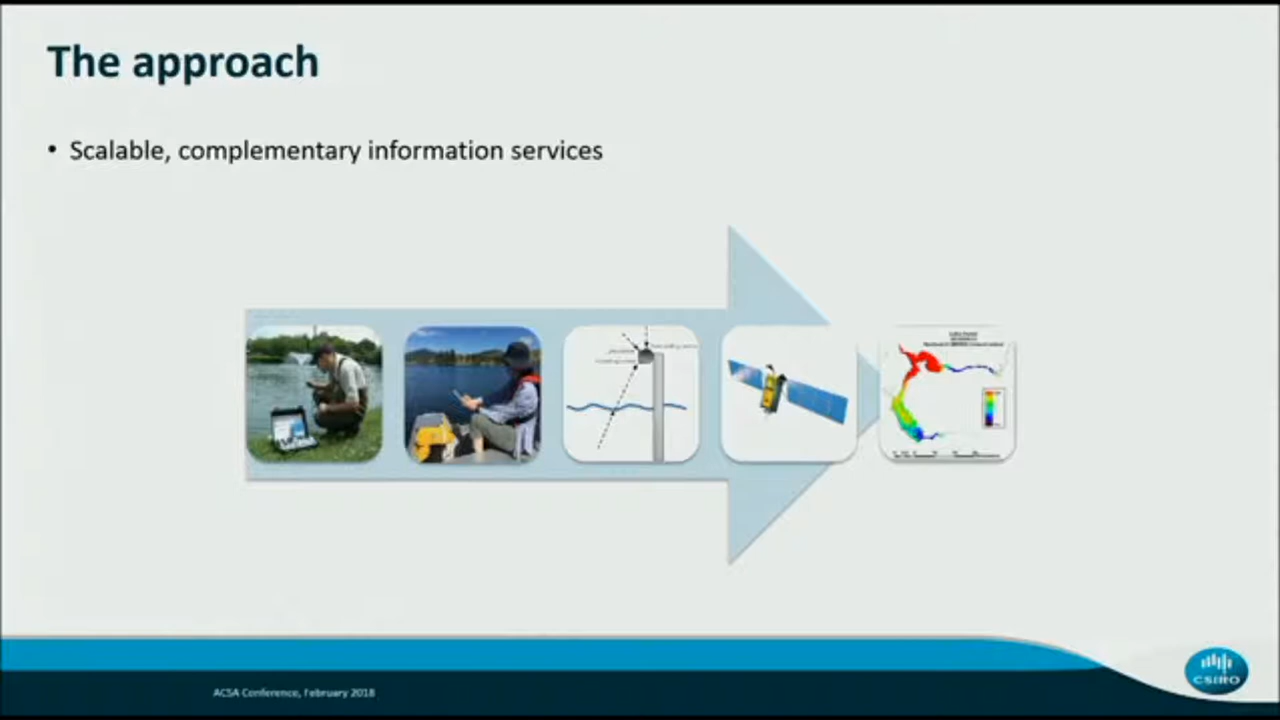 The approach
• Scalable, complementary information services
ACSA Conference, February 2018
CSIRO